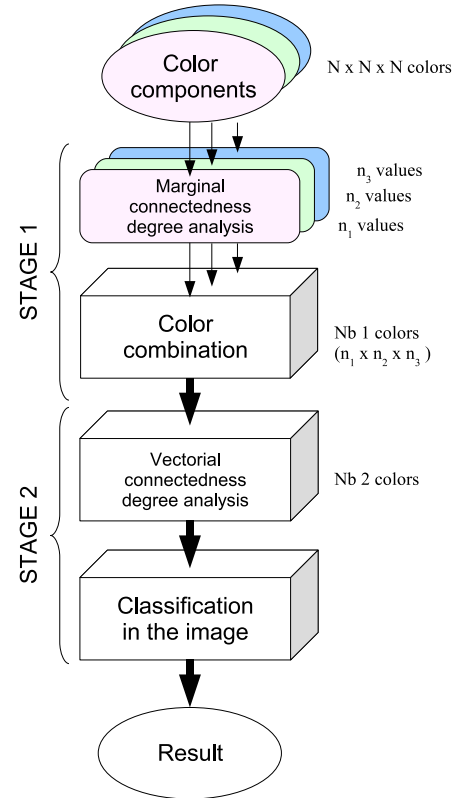 Color
components
N x N x N colors
STAGE 1
Marginal
connectedness
degree analysis
n3 values
n2 values
n1 values
Color
combination
Nb 1 colors
(n1 x n2 x n3 )
STAGE 2
Vectorial
connectedness
degree analysis
Nb 2 colors
Classification
in the image
Result